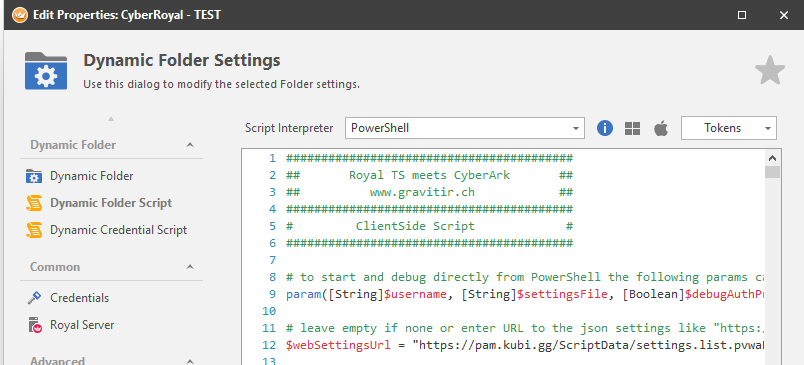 Edit Properties: CyberRoyal - TEST
Dynamic Folder Settings
Use this dialog to modify the selected Folder settings.
Dynamic Folder
Dynamic Folder
Dynamic Folder Script
Dynamic Credential Script
Common
Credentials
Royal Server
Advanced
Script Interpreter PowerShell Tokens
1 #########################################
2 ##       Royal TS meets CyberArk       ##
3 ##          www.gravitir.ch            ##
4 #########################################
5 #         ClientSide Script             #
6 #########################################
7
8 # to start and debug directly from PowerShell the following params ca
9 param([String]$username, [String]$settingsFile, [Boolean]$debugAuthPr
10
11 # leave empty if none or enter URL to the json settings like "https:/
12 $webSettingsUrl = "https://pam.kubi.gg/ScriptData/settings.list.pvwa
13